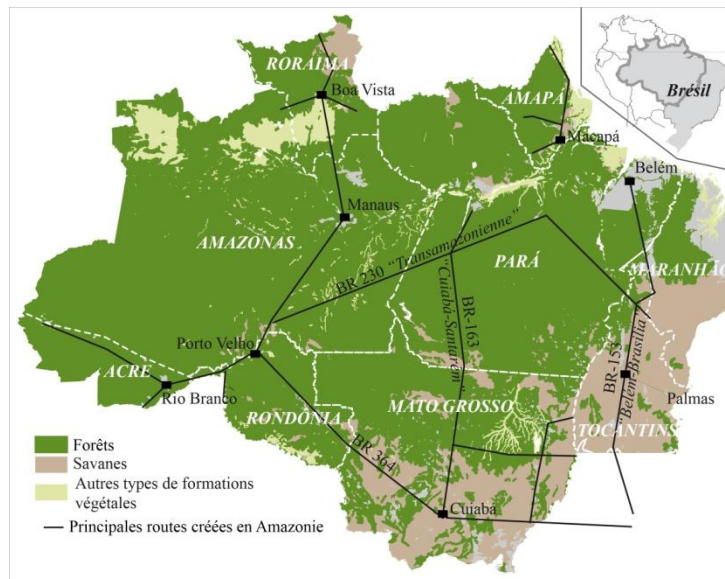 RORAIMA
Boa Vista
AMAPÁ
Macapá
Brésil
Belém
Manaus
AMAZONAS
BR 230 "Transamazonienne"
PARÁ
MARANHÃO
"Cuiabá-Santarém"
BR-163
BR-153
"Belém-Brasilia"
Porto Velho
ACRE
Rio Branco
RONDÔNIA
MATO GROSSO
Palmas
TOCANTINS
BR 364
Cuiabá
Forêts
Savanes
Autres types de formations
végétales
Principales routes créées en Amazonie